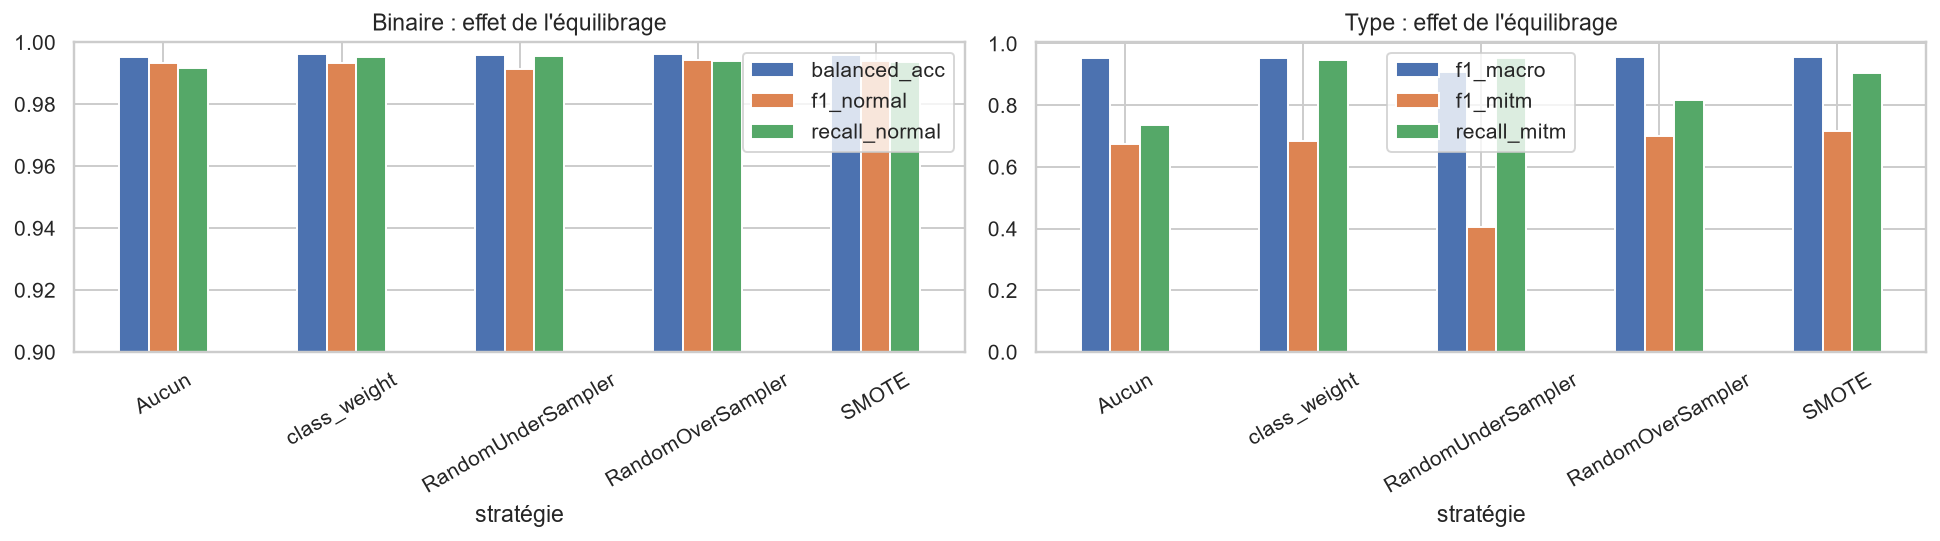 Binaire : effet de l'équilibrage
1.00
0.98
0.96
0.94
0.92
0.90
balanced_acc
f1_normal
recall_normal
Aucun
class_weight
RandomUnderSampler
RandomOverSampler
SMOTE
stratégie
Type : effet de l'équilibrage
1.0
0.8
0.6
0.4
0.2
0.0
f1_macro
f1_mitm
recall_mitm
Aucun
class_weight
RandomUnderSampler
RandomOverSampler
SMOTE
stratégie